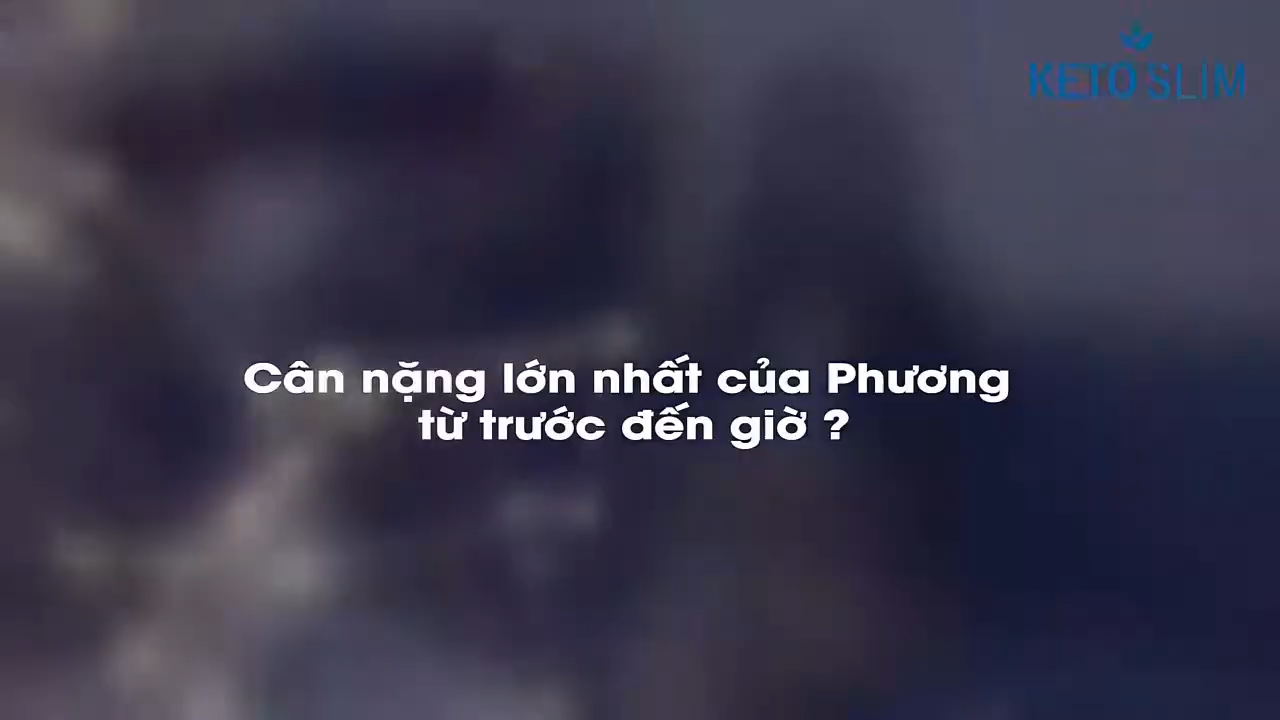 KETO SLIM
Cân nặng lớn nhất của Phương
từ trước đến giờ ?